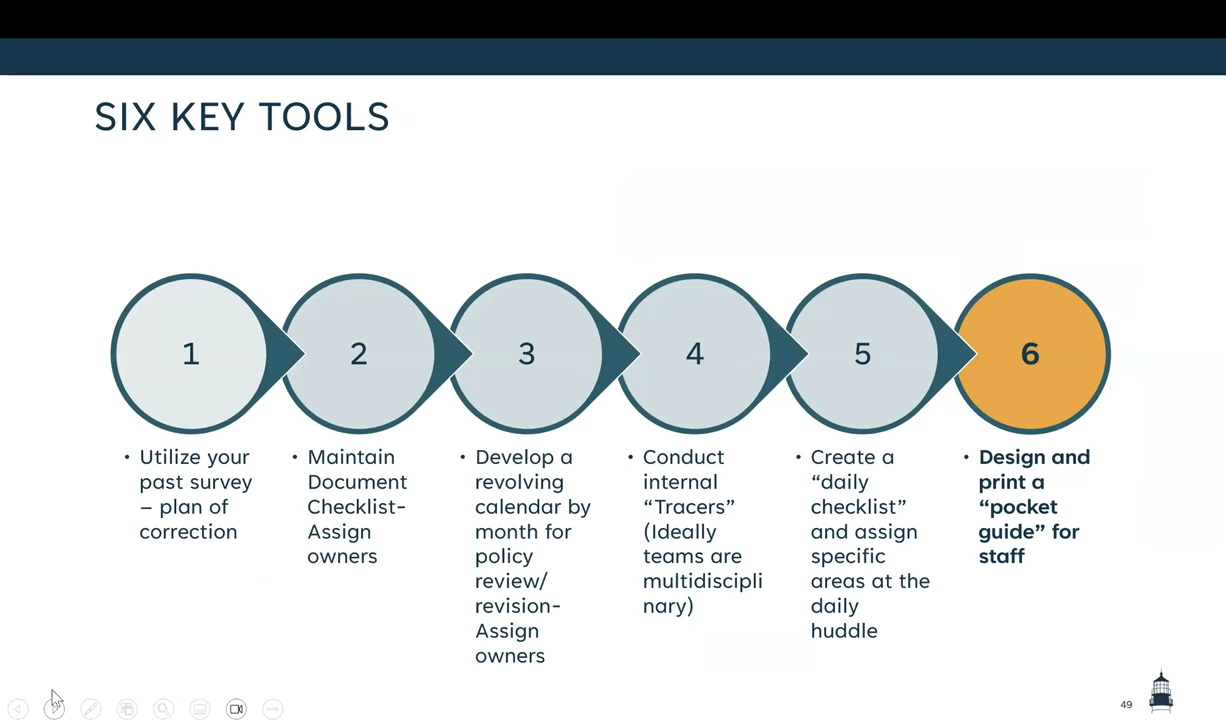 SIX KEY TOOLS
1
2
3
4
5
6
• Utilize your
past survey
– plan of
correction
• Maintain
Document
Checklist-
Assign
owners
• Develop a
revolving
calendar by
month for
policy
review/
revision-
Assign
owners
• Conduct
internal
“Tracers”
(Ideally
teams are
multidiscipli
nary)
• Create a
“daily
checklist”
and assign
specific
areas at the
daily
huddle
• Design and
print a
“pocket
guide” for
staff
49